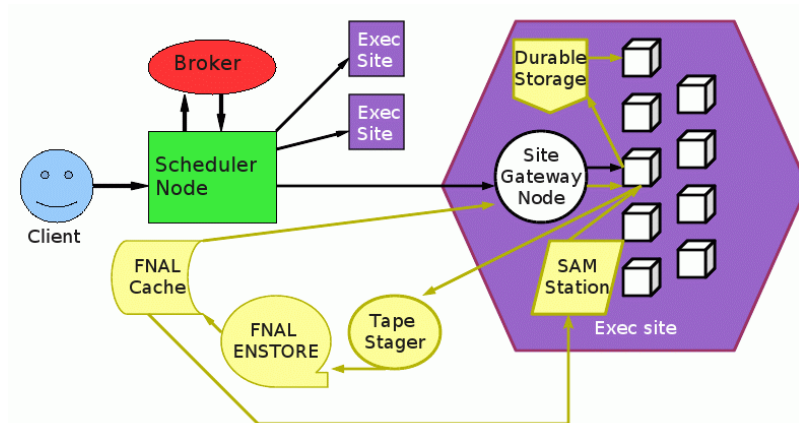 Exec
Site
Broker
Durable
Storage
Exec
Site
Scheduler
Node
Site
Gateway
Node
Client
FNAL
Cache
SAM
Station
Tape
Stager
FNAL
ENSTORE
Exec site